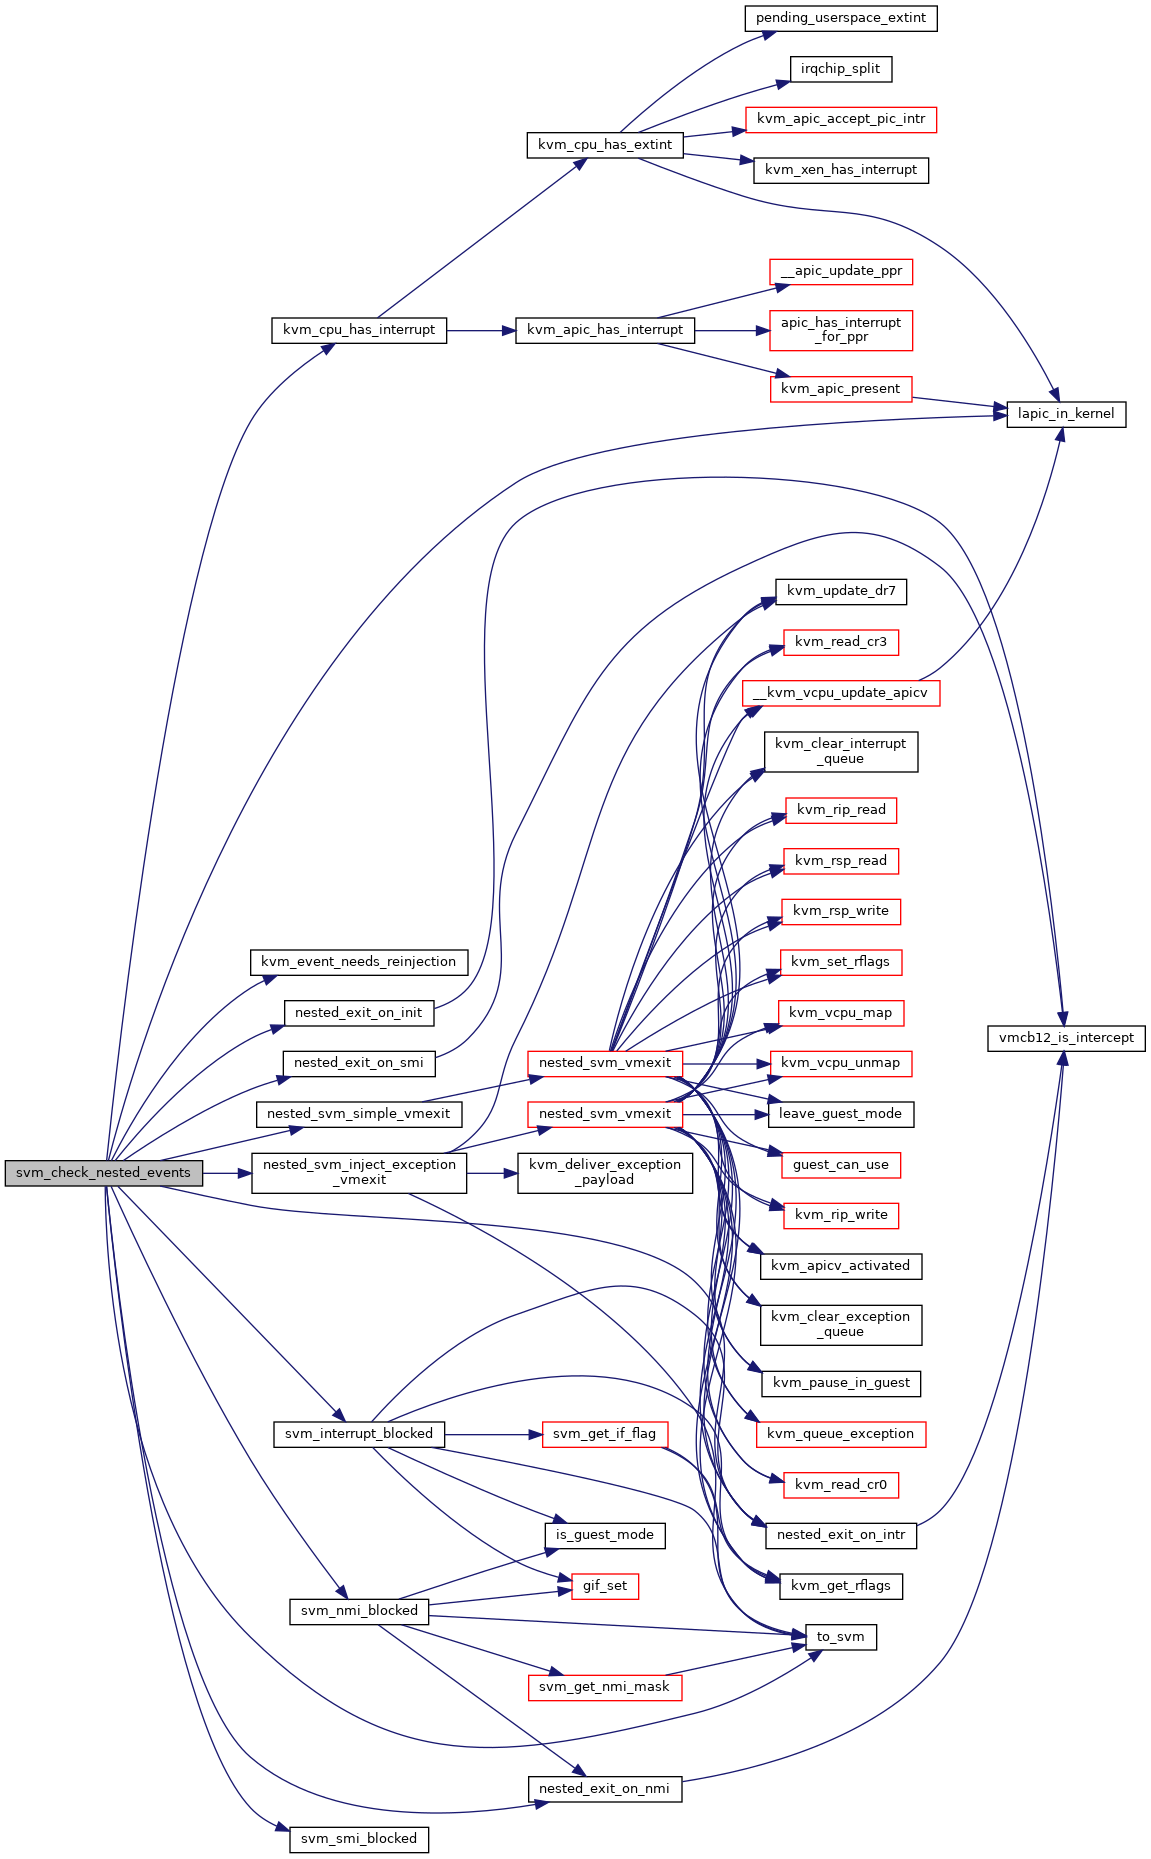 pending_userspace_extint
irqchip_split
kvm_apic_accept_pic_intr
kvm_cpu_has_extint
kvm_xen_has_interrupt
__apic_update_ppr
kvm_cpu_has_interrupt
kvm_apic_has_interrupt
apic_has_interrupt
_for_ppr
kvm_apic_present
lapic_in_kernel
kvm_update_dr7
kvm_read_cr3
__kvm_vcpu_update_apicv
kvm_clear_interrupt
_queue
kvm_rip_read
kvm_rsp_read
kvm_rsp_write
kvm_event_needs_reinjection
kvm_set_rflags
nested_exit_on_init
kvm_vcpu_map
vmcb12_is_intercept
nested_exit_on_smi
nested_svm_vmexit
kvm_vcpu_unmap
nested_svm_simple_vmexit
nested_svm_vmexit
leave_guest_mode
svm_check_nested_events
nested_svm_inject_exception
_vmexit
kvm_deliver_exception
_payload
guest_can_use
kvm_rip_write
kvm_apicv_activated
kvm_clear_exception
_queue
kvm_pause_in_guest
svm_interrupt_blocked
svm_get_if_flag
kvm_queue_exception
kvm_read_cr0
is_guest_mode
nested_exit_on_intr
gif_set
kvm_get_rflags
svm_nmi_blocked
to_svm
svm_get_nmi_mask
nested_exit_on_nmi
svm_smi_blocked